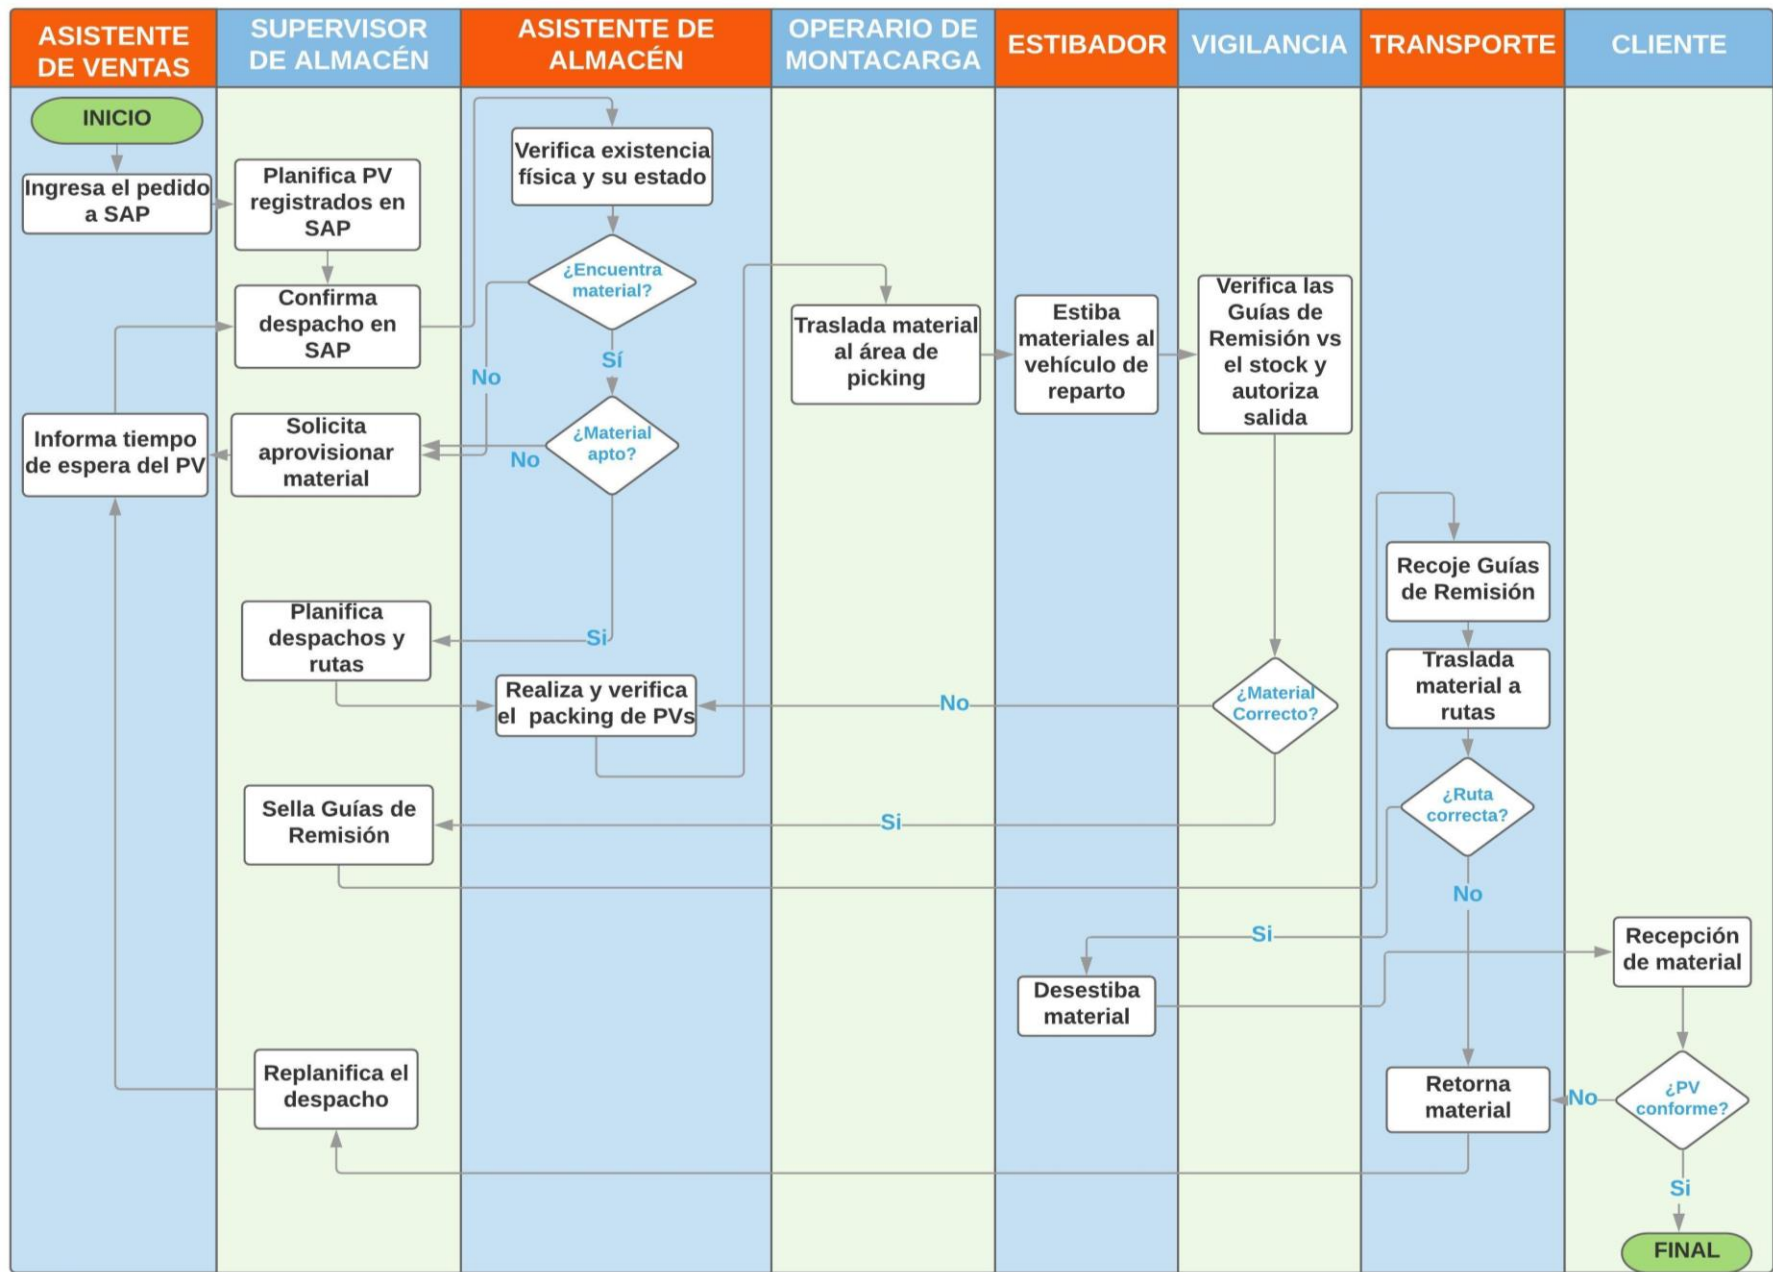 ASISTENTE
DE VENTAS
SUPERVISOR
DE ALMACÉN
ASISTENTE DE
ALMACÉN
OPERARIO DE
MONTACARGA
ESTIBADOR
VIGILANCIA
TRANSPORTE
CLIENTE
INICIO
Ingresa el pedido
a SAP
Planifica PV
registrados en
SAP
Confirma
despacho en
SAP
Verifica existencia
física y su estado
¿Encuentra
material?
No
Sí
¿Material
apto?
No
Solicita
aprovisionar
material
Informa tiempo
de espera del PV
Si
Planifica
despachos y
rutas
Realiza y verifica
el packing de PVs
Traslada material
al área de
picking
Estiba
materiales al
vehículo de
reparto
Verifica las
Guías de
Remisión vs
el stock y
autoriza
salida
¿Material
Correcto?
No
Si
Sella Guías de
Remisión
Recoje Guías
de Remisión
Traslada
material a
rutas
¿Ruta
correcta?
No
Si
Desestiba
material
Recepción
de material
¿PV
conforme?
No
Retorna
material
Replanifica el
despacho
Si
FINAL